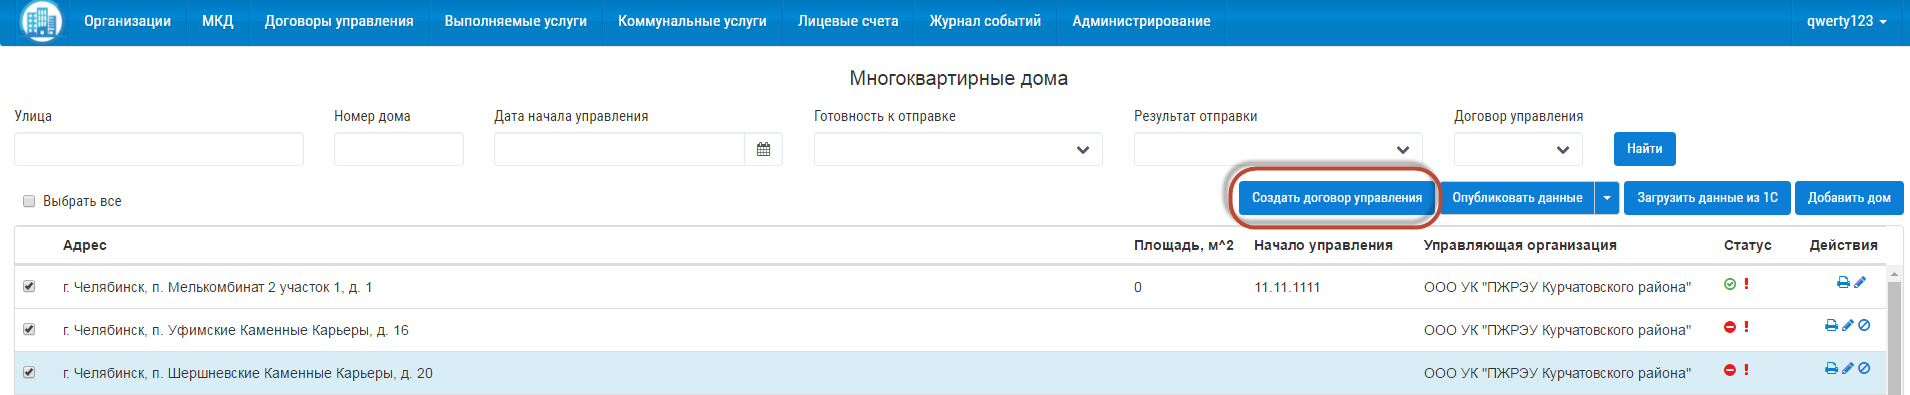 Организации МКД Договоры управления Выполняемые услуги Коммунальные услуги Лицевые счета Журнал событий Администрирование qwerty123
Многоквартирные дома
Улица Номер дома Дата начала управления Готовность к отправке Результат отправки Договор управления
Найти
Выбрать все Создать договор управления Опубликовать данные Загрузить данные из 1С Добавить дом
Адрес Площадь, м^2 Начало управления Управляющая организация Статус Действия
г. Челябинск, п. Мелькомбинат 2 участок 1, д. 1 0 11.11.1111 ООО УК "ПЖРЭУ Курчатовского района"
г. Челябинск, п. Уфимские Каменные Карьеры, д. 16 ООО УК "ПЖРЭУ Курчатовского района"
г. Челябинск, п. Шершневские Каменные Карьеры, д. 20 ООО УК "ПЖРЭУ Курчатовского района"